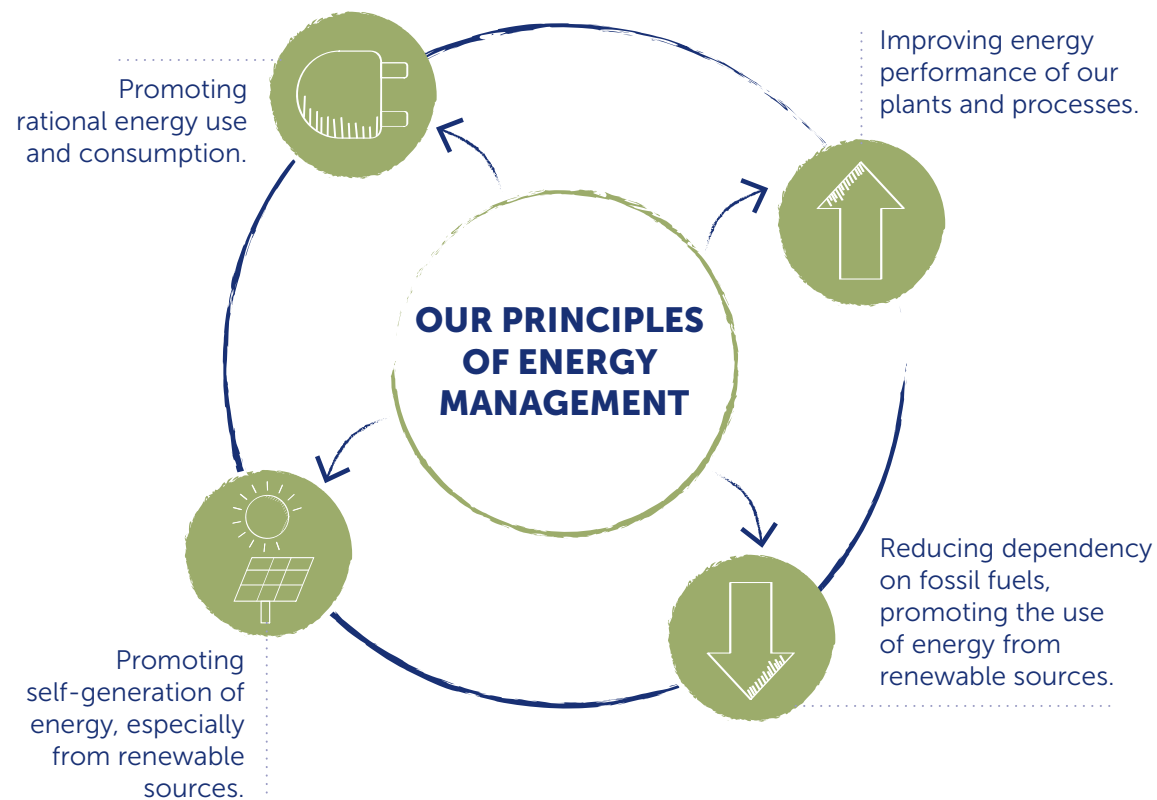 Promoting
rational energy use
and consumption.
Improving energy
performance of our
plants and processes.
OUR PRINCIPLES
OF ENERGY
MANAGEMENT
Reducing dependency
on fossil fuels,
promoting the use
of energy from
renewable sources.
Promoting
self-generation of
energy, especially
from renewable
sources.